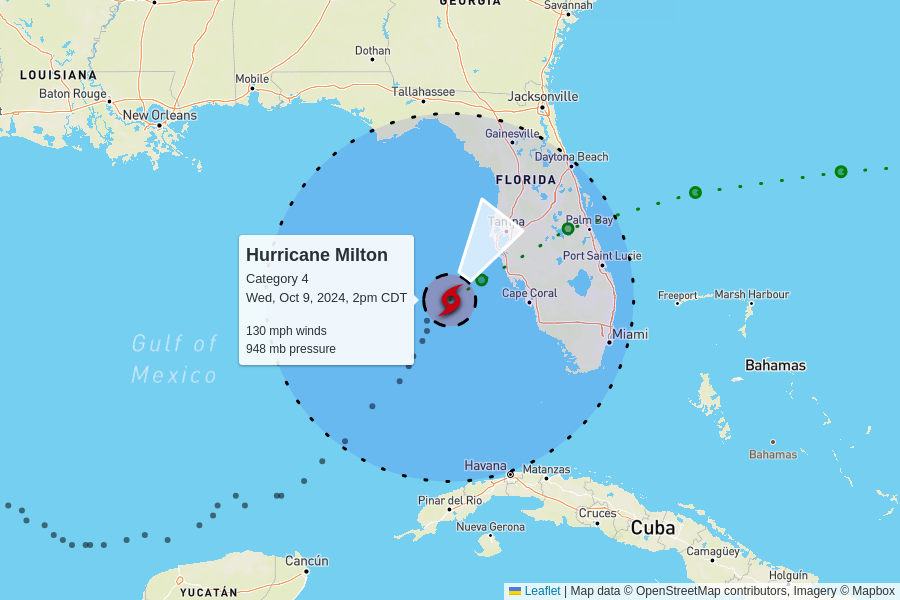 GEORGIA
Savannah
Dothan
LOUISIANA
Mobile
Baton Rouge
Tallahassee
Jacksonville
New Orleans
Gainesville
Daytona Beach
FLORIDA
Tampa
Palm Bay
Hurricane Milton
Category 4
Wed, Oct 9, 2024, 2pm CDT
130 mph winds
948 mb pressure
Port Saint Lucie
Cape Coral
Freeport
Marsh Harbour
Miami
Gulf of
Mexico
Bahamas
Bahamas
Havana
Matanzas
Pinar del Rio
Cruces
Nueva Gerona
Cuba
Camagüey
Cancún
Holguín
YUCATÁN
Leaflet | Map data © OpenStreetMap contributors, Imagery © Mapbox